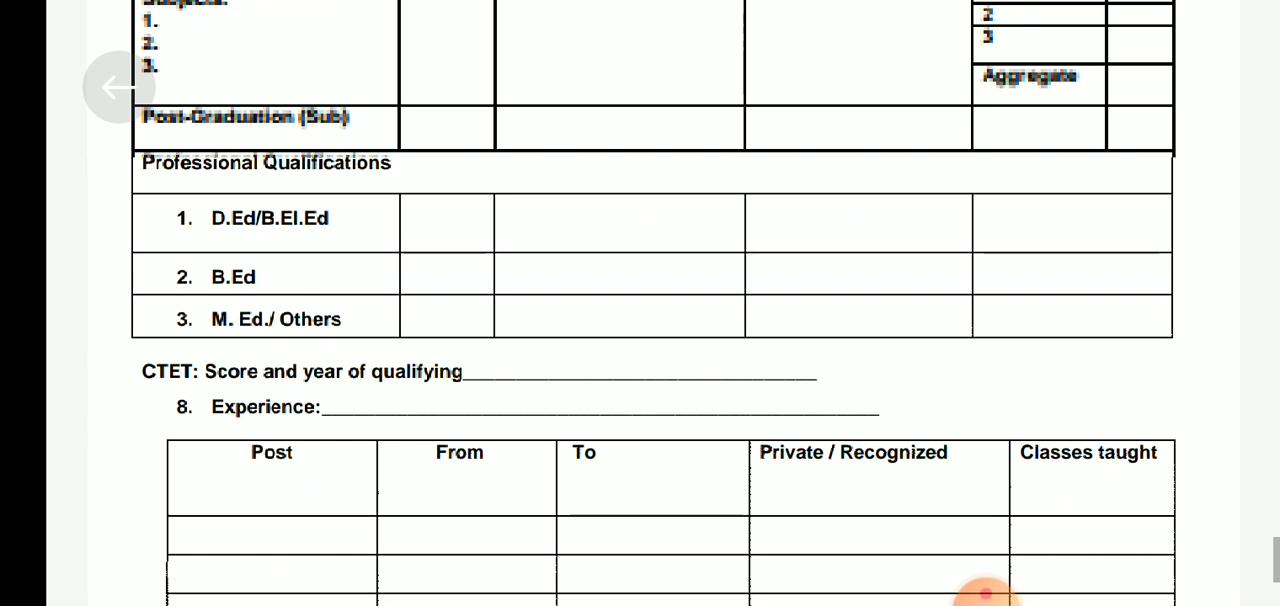 Subjects:
1.
2.
3.
2
3
Aggregate
Post-Graduation (Sub)
Professional Qualifications
1. D.Ed/B.El.Ed
2. B.Ed
3. M. Ed./ Others
CTET: Score and year of qualifying
8. Experience:
Post From To Private / Recognized Classes taught